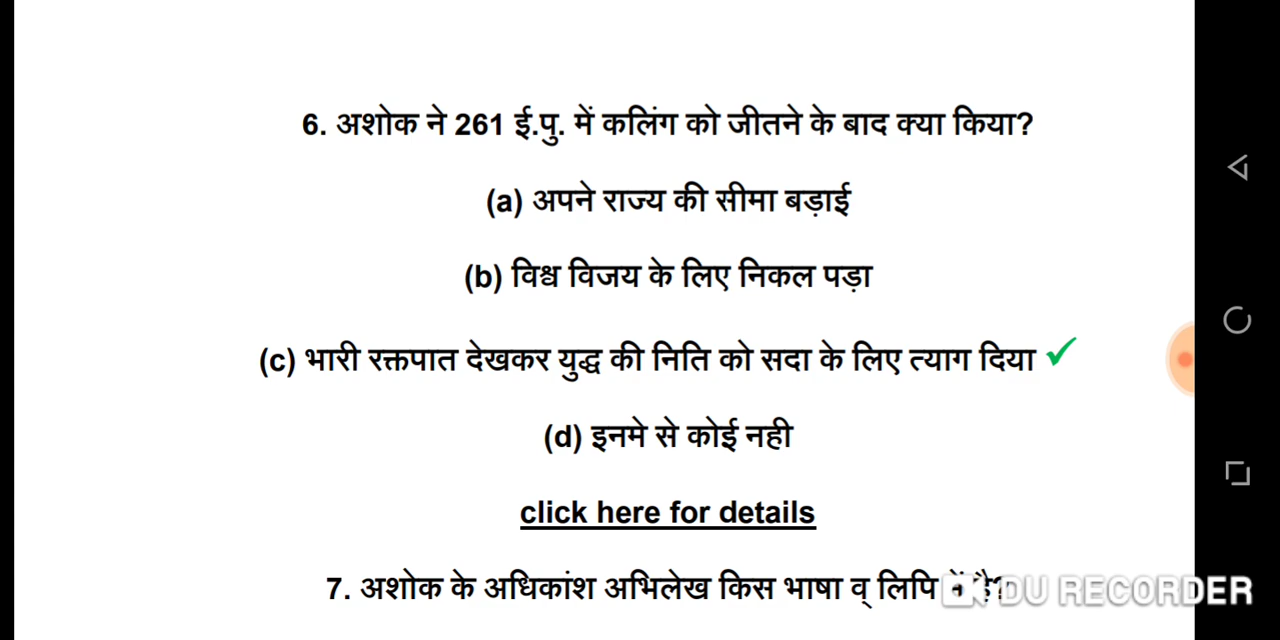 6. अशोक ने 261 ई.पु. में कलिंग को जीतने के बाद क्या किया?
(a) अपने राज्य की सीमा बड़ाई
(b) विश्व विजय के लिए निकल पड़ा
(c) भारी रक्तपात देखकर युद्ध की निति को सदा के लिए त्याग दिया ✓
(d) इनमे से कोई नही
click here for details
7. अशोक के अधिकांश अभिलेख किस भाषा व् लिपि में है?
DU RECORDER